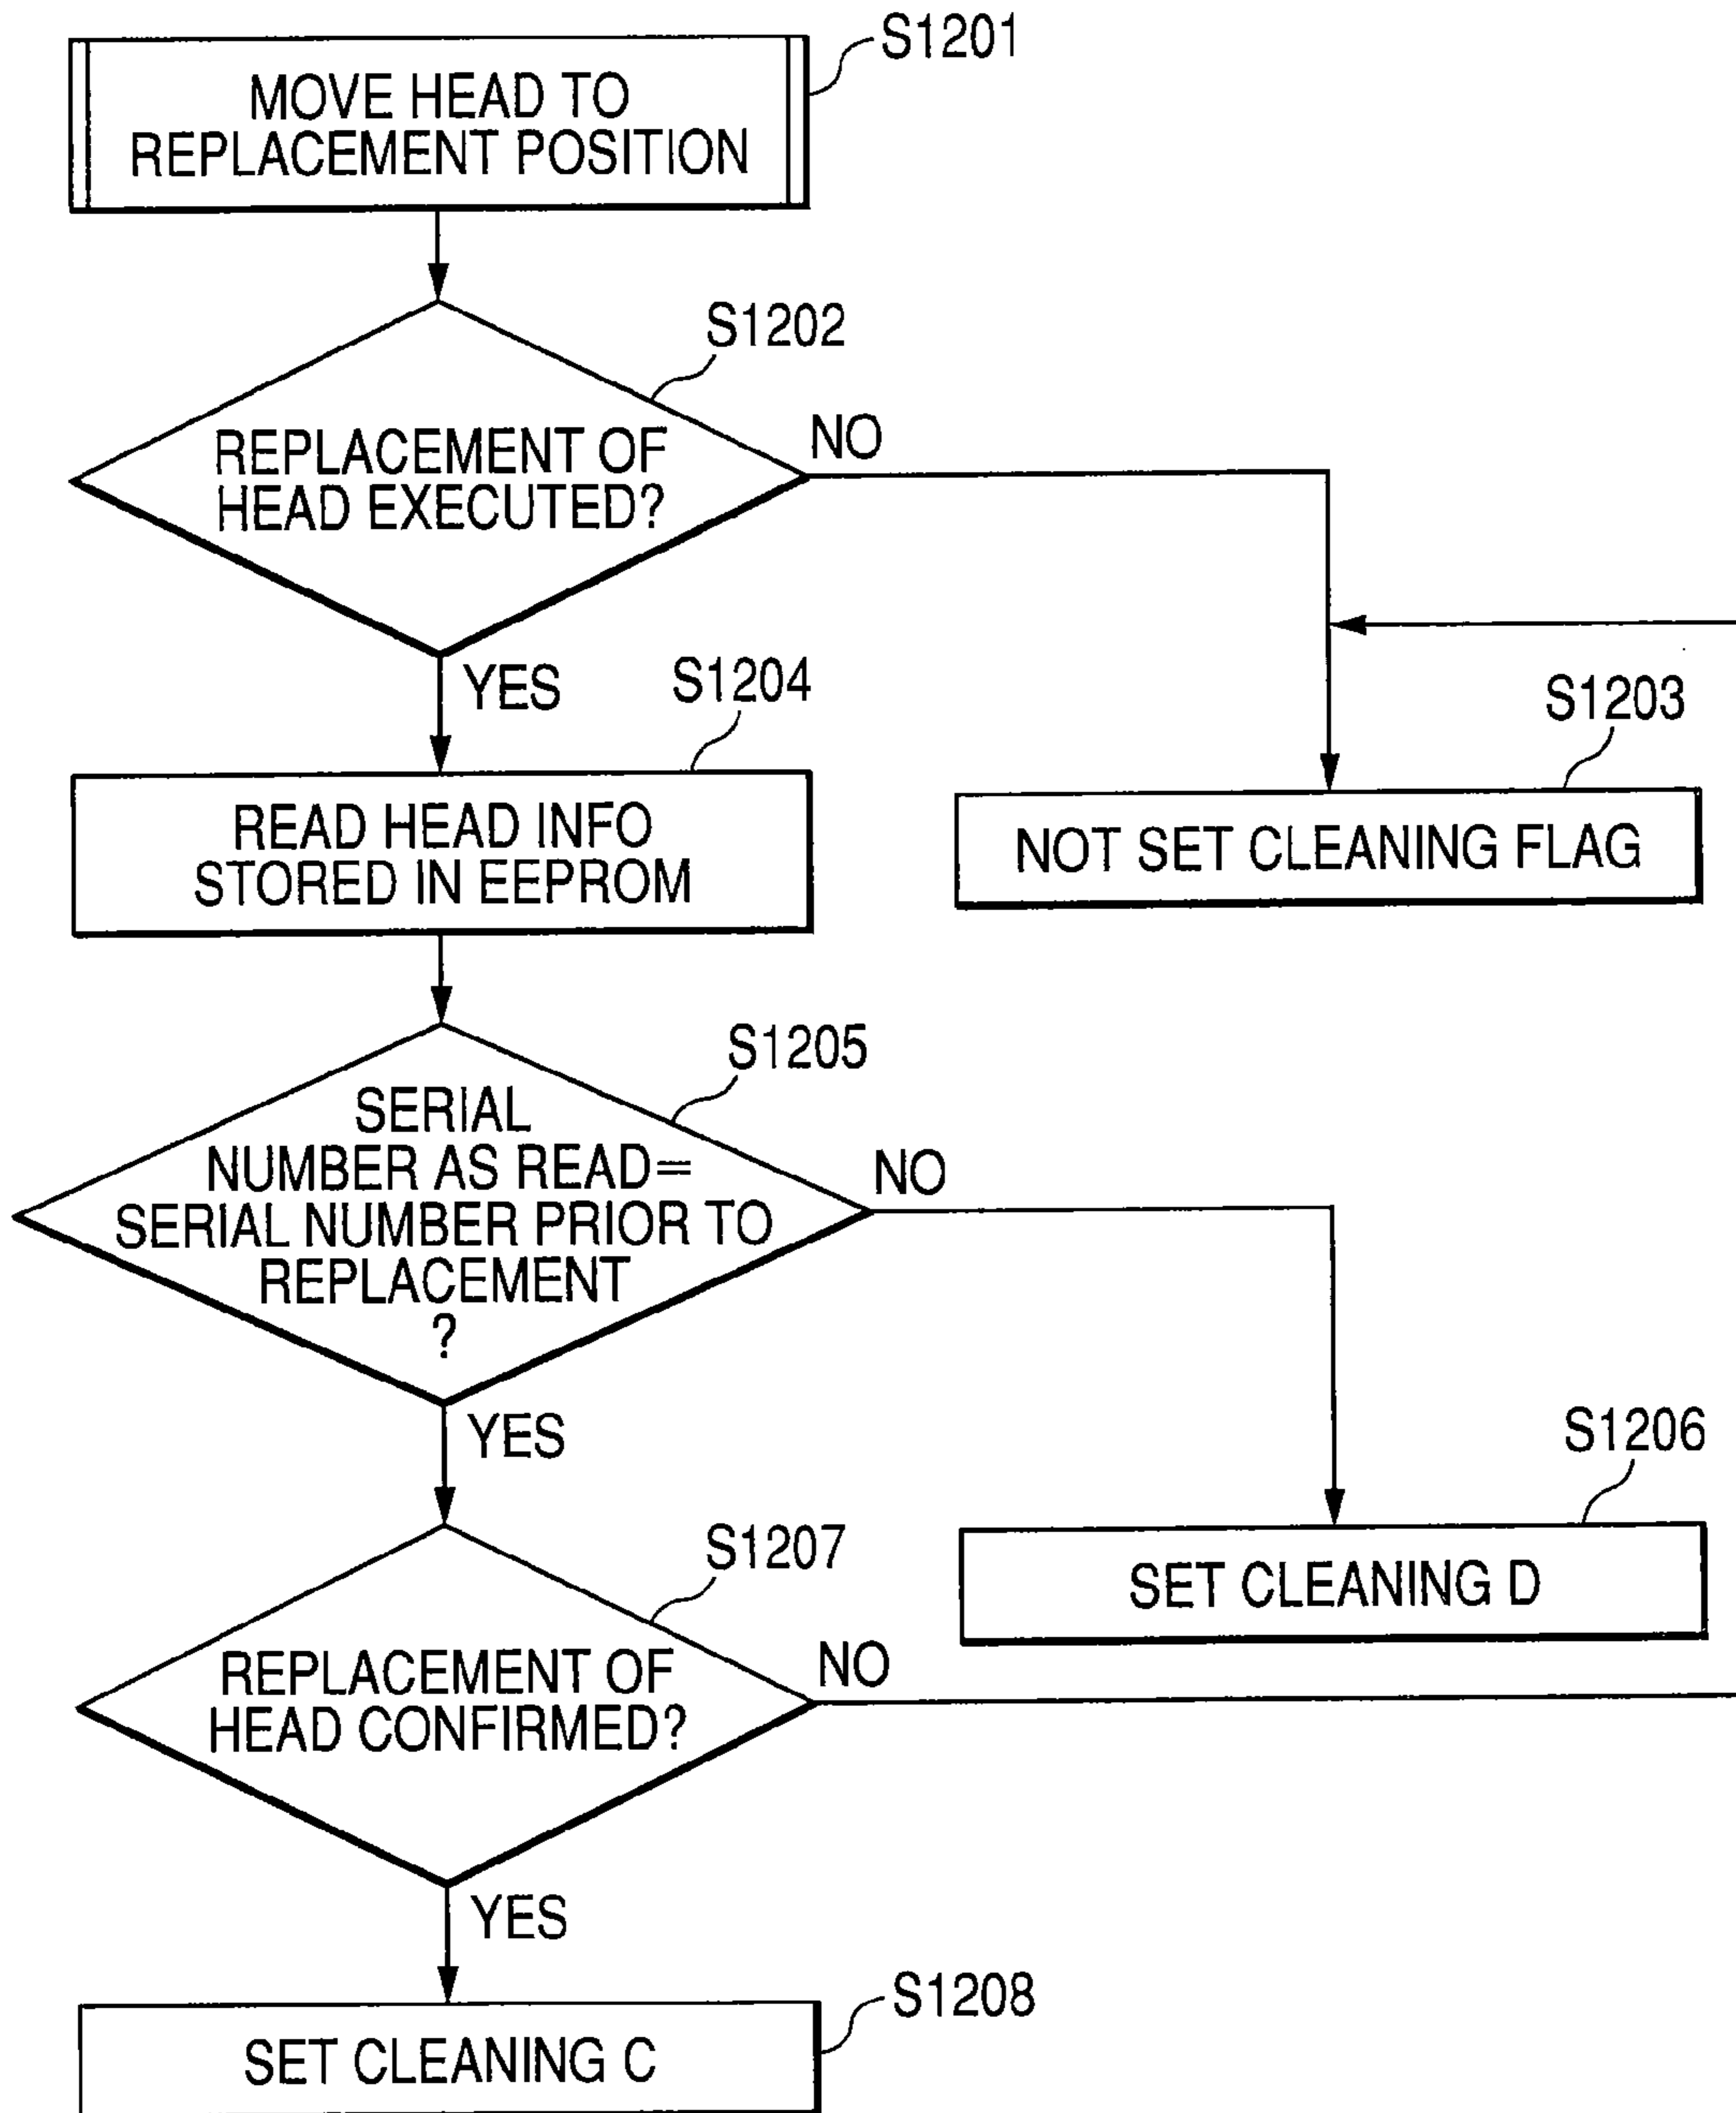 S1201
MOVE HEAD TO
REPLACEMENT POSITION
S1202
REPLACEMENT OF
HEAD EXECUTED?
NO
YES
S1204
S1203
READ HEAD INFO
STORED IN EEPROM
NOT SET CLEANING FLAG
S1205
SERIAL
NUMBER AS READ=
SERIAL NUMBER PRIOR TO
REPLACEMENT
?
NO
YES
S1206
SET CLEANING D
S1207
REPLACEMENT OF
HEAD CONFIRMED?
NO
YES
S1208
SET CLEANING C